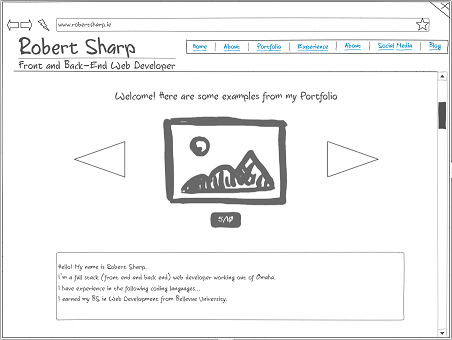 www.robertsharp.ie
Robert Sharp
Front and Back-End Web Developer
Home | About | Portfolio | Experience | About | Social Media | Blog
Welcome! Here are some examples from my Portfolio
5/10
Hello! My name is Robert Sharp.
I'm a full stack (front end and back end) web developer working out of Omaha.
I have experience in the following coding languages...
I earned my BS in Web Development from Bellevue University.